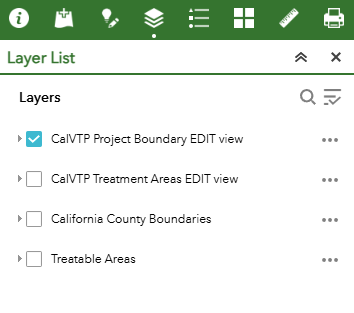 Layer List
Layers
CalVTP Project Boundary EDIT view
CalVTP Treatment Areas EDIT view
California County Boundaries
Treatable Areas